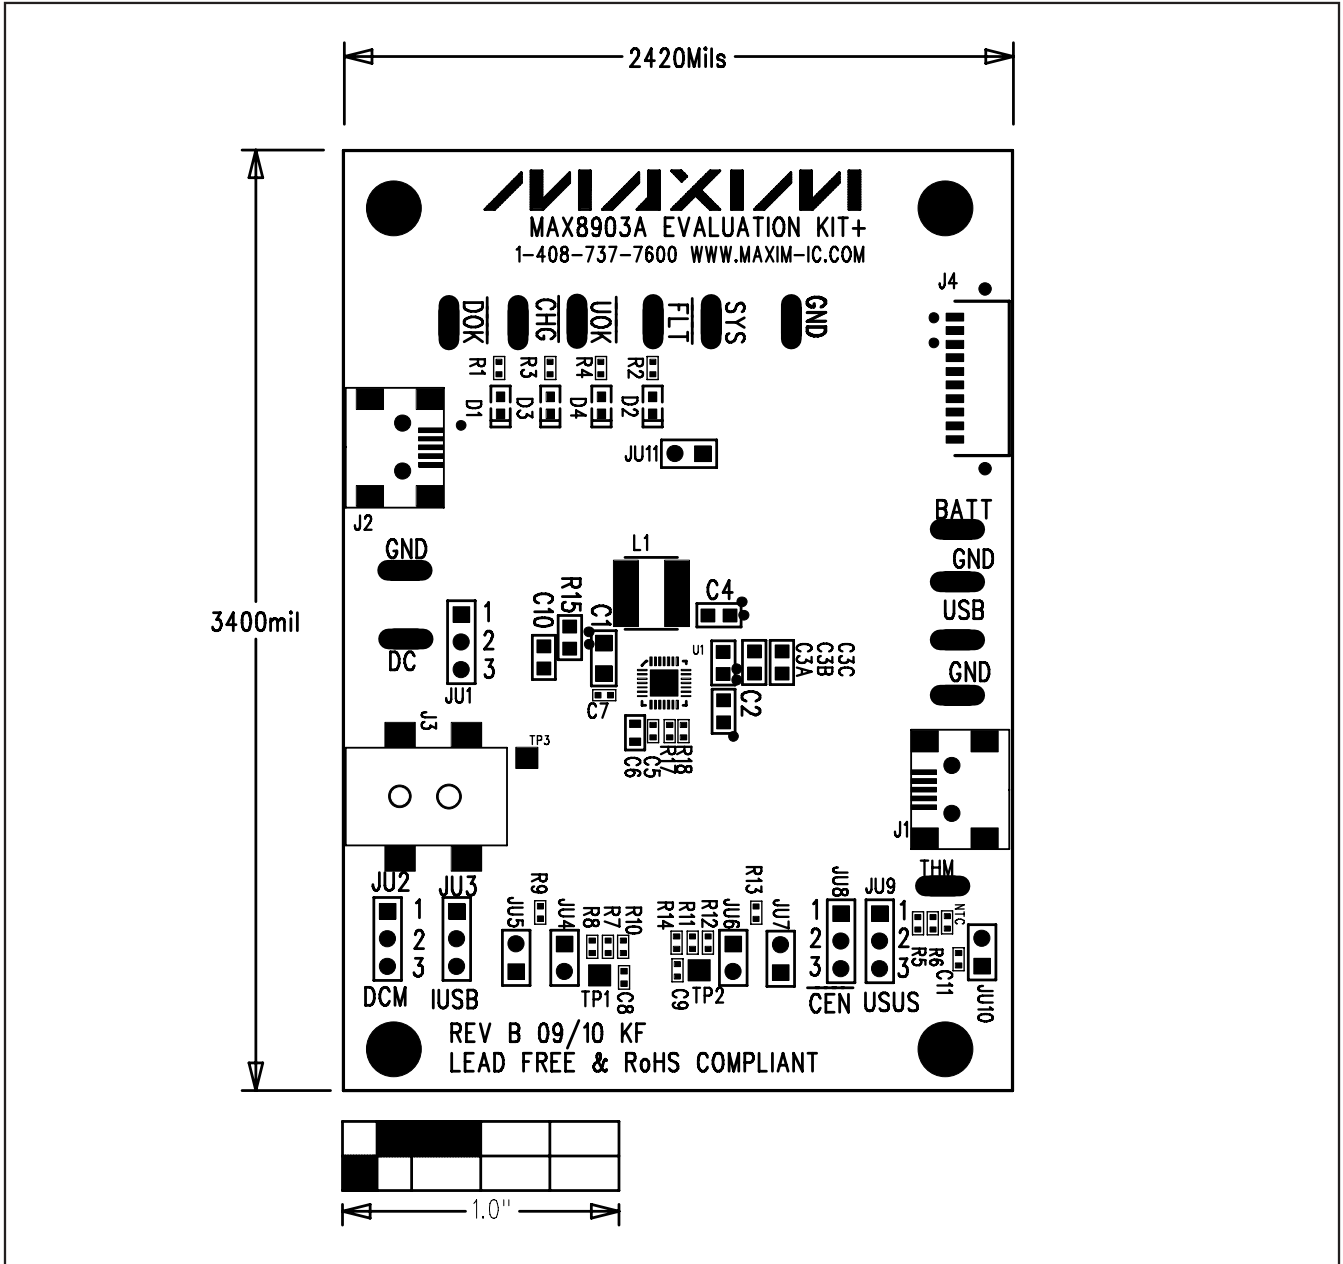 2420Mils
MAXIM
MAX8903A EVALUATION KIT+
1-408-737-7600 WWW.MAXIM-IC.COM
J4
DOK
CHG
UOK
FLT
SYS
GND
R1
R3
R4
R2
D1
D3
D4
D2
JU11
J2
BATT
GND
L1
GND
C10
R15
C1
C4
USB
3400mil
1
2
3
DC
JU1
U1
C3A
C3B
C3C
GND
C7
C2
J3
TP3
C6
C5
R17
R18
J1
THM
JU2
JU3
R9
R13
JU8
JU9
1
2
3
1
2
3
JU5
JU4
R8
R7
R10
R14
R11
R12
JU6
JU7
1
2
3
1
2
3
NTC
R5
R6
C11
JU10
DCM
IUSB
TP1
C8
C9
TP2
CEN
USUS
REV B 09/10 KF
LEAD FREE & RoHS COMPLIANT
1.0"